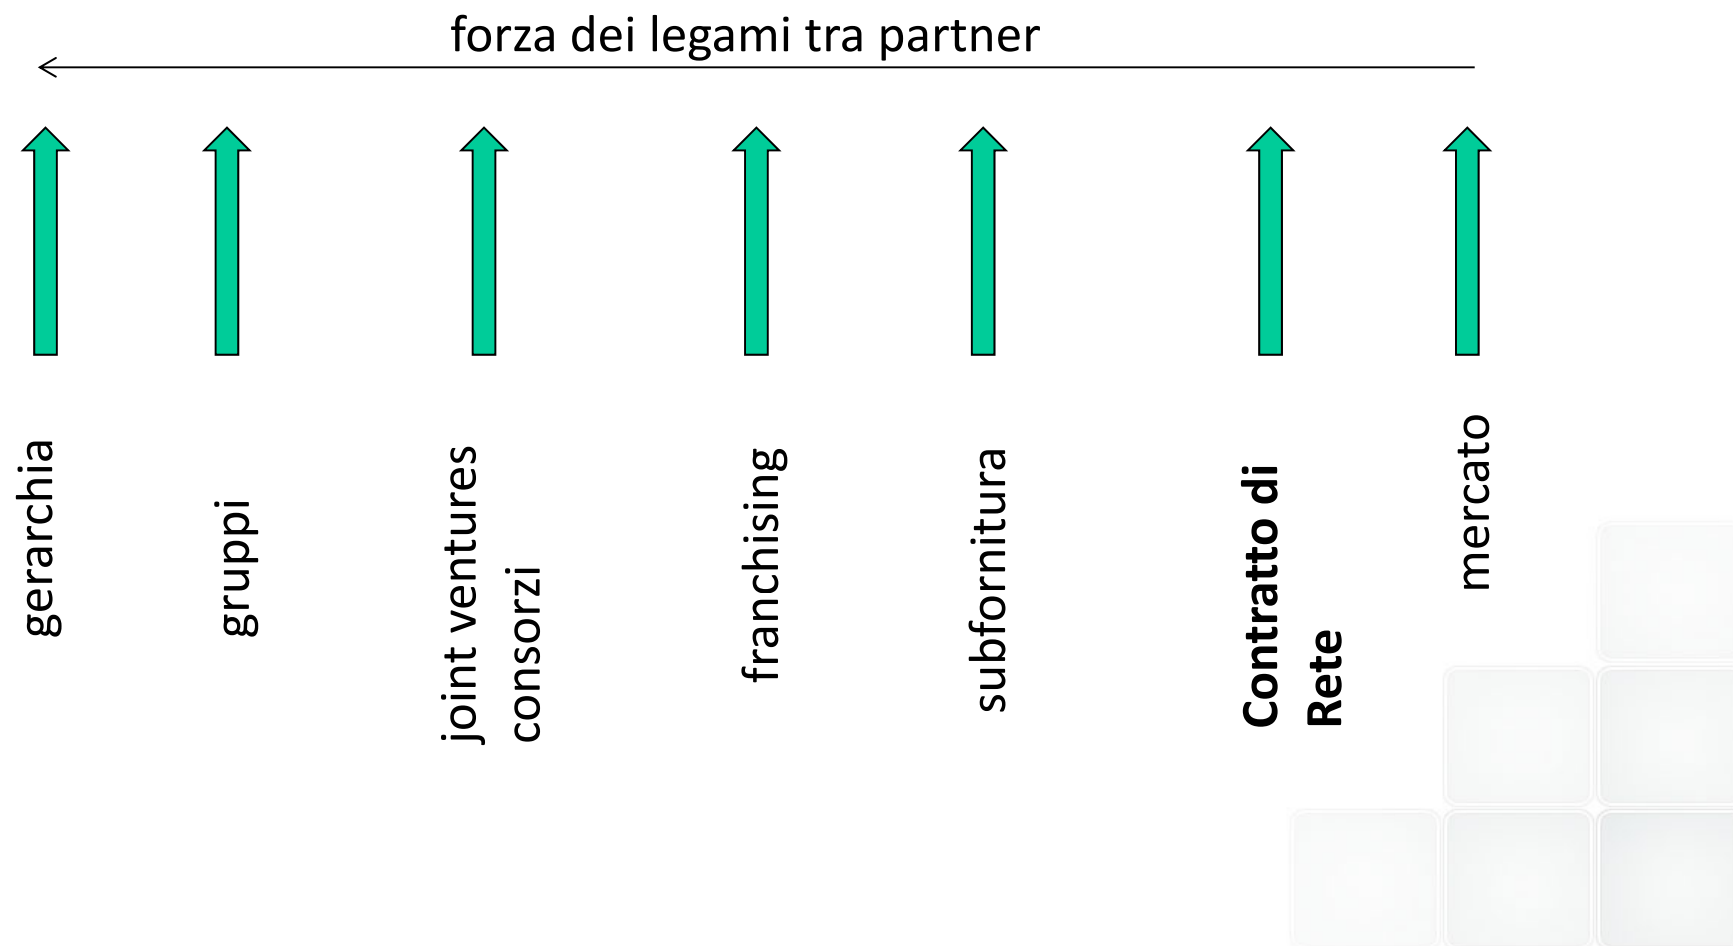 forza dei legami tra partner
gerarchia
gruppi
joint ventures
consorzi
franchising
subfornitura
Contratto di
Rete
mercato